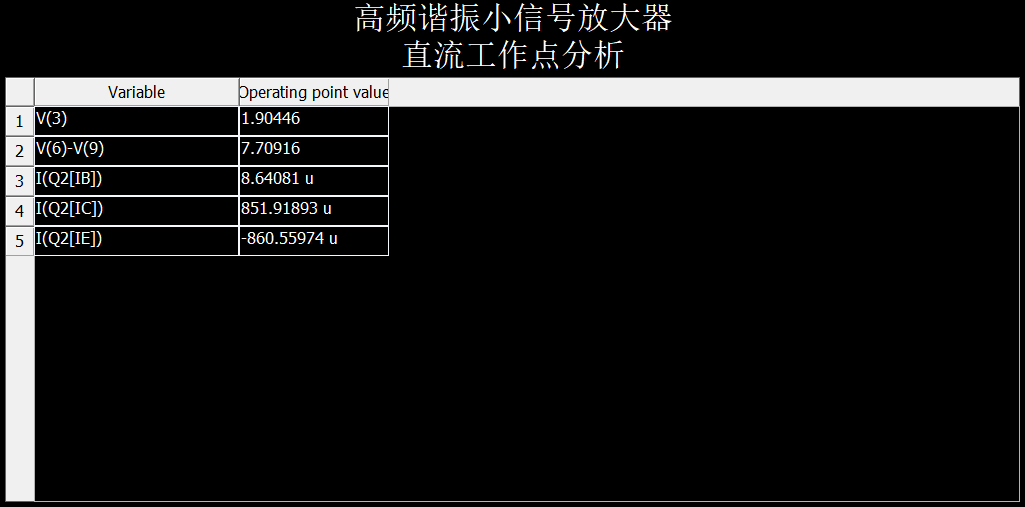 高频谐振小信号放大器
直流工作点分析
Variable Operating point value
1 V(3) 1.90446
2 V(6)-V(9) 7.70916
3 I(Q2[IB]) 8.64081 u
4 I(Q2[IC]) 851.91893 u
5 I(Q2[IE]) -860.55974 u